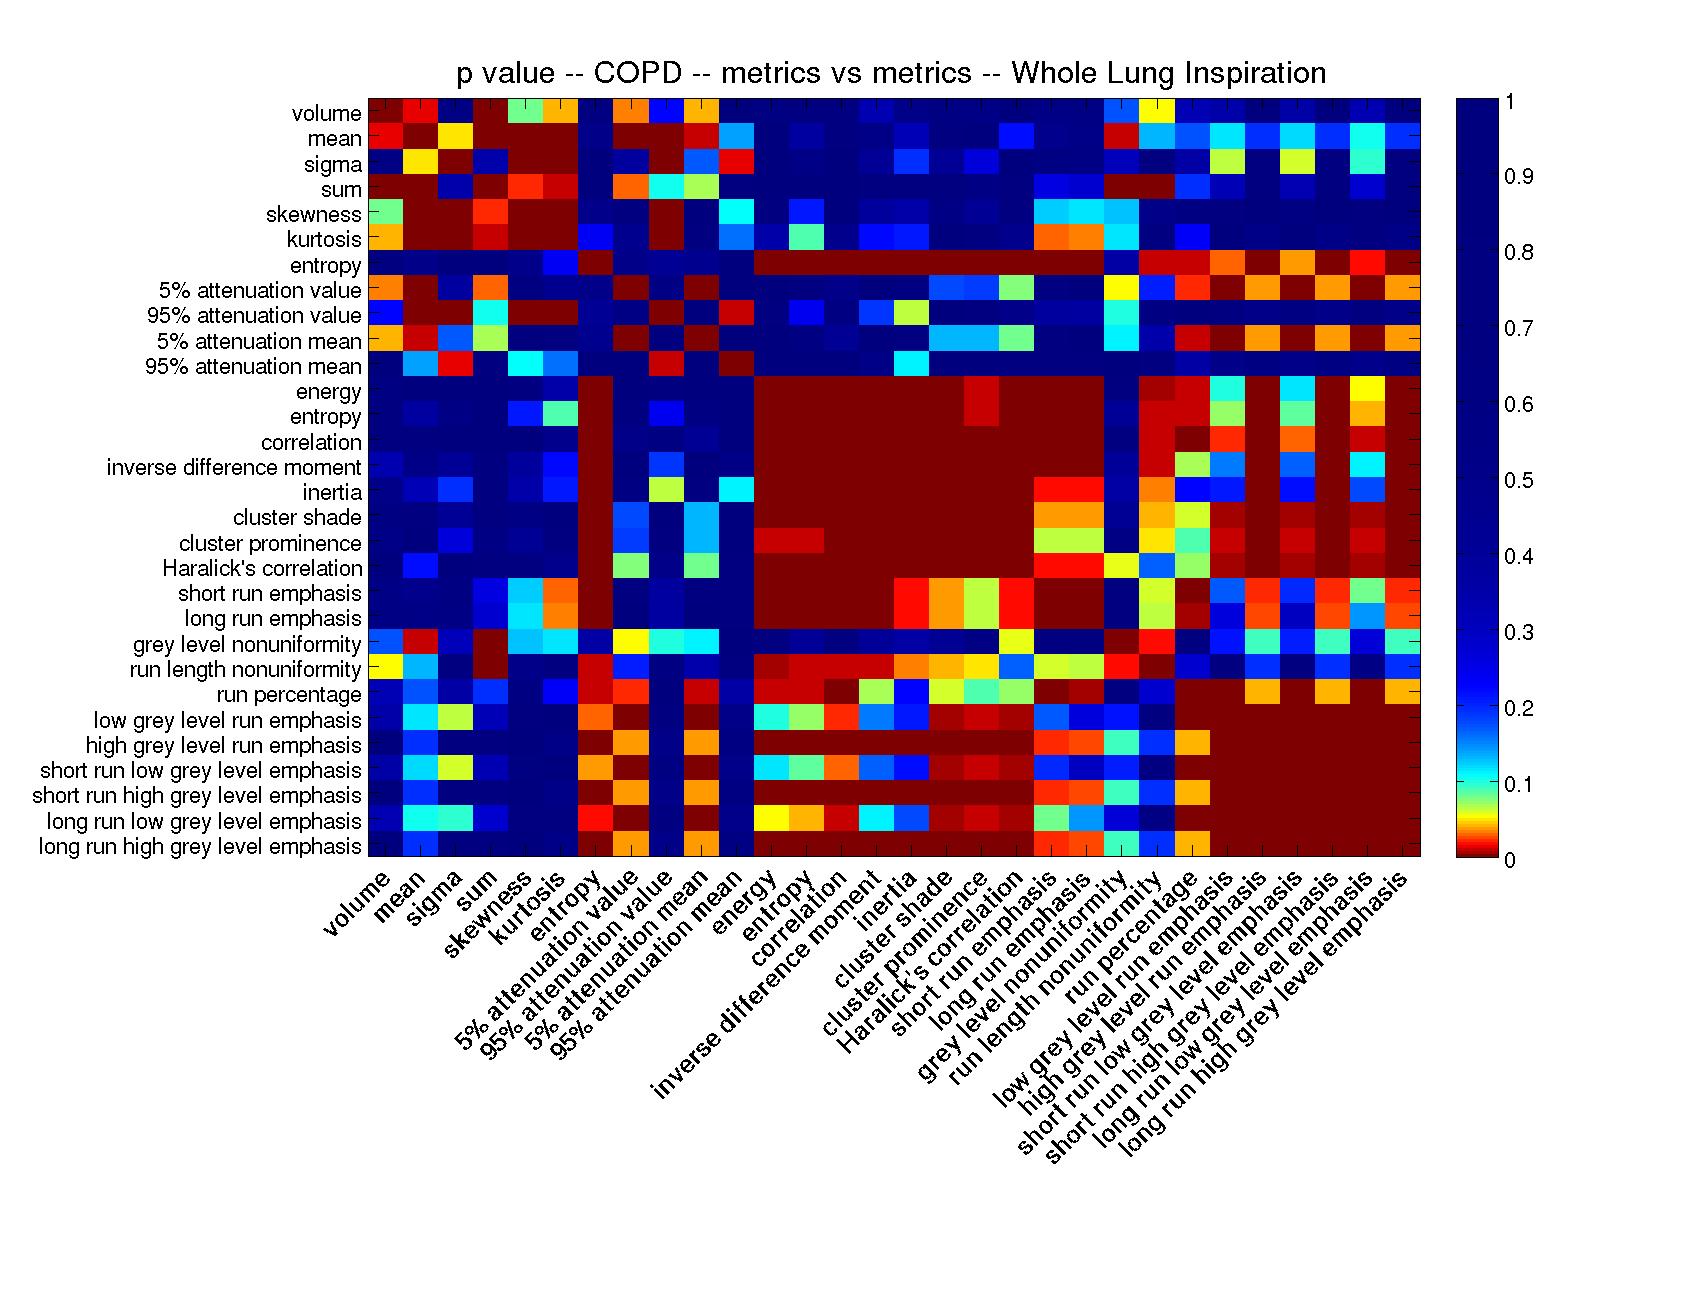 p value -- COPD -- metrics vs metrics -- Whole Lung Inspiration
volume
mean
sigma
sum
skewness
kurtosis
entropy
5% attenuation value
95% attenuation value
5% attenuation mean
95% attenuation mean
energy
entropy
correlation
inverse difference moment
inertia
cluster shade
cluster prominence
Haralick's correlation
short run emphasis
long run emphasis
grey level nonuniformity
run length nonuniformity
run percentage
low grey level run emphasis
high grey level run emphasis
short run low grey level emphasis
short run high grey level emphasis
long run low grey level emphasis
long run high grey level emphasis
volume
mean
sigma
sum
skewness
kurtosis
entropy
5% attenuation value
95% attenuation value
5% attenuation mean
95% attenuation mean
energy
entropy
correlation
inverse difference moment
inertia
cluster shade
cluster prominence
Haralick's correlation
short run emphasis
long run emphasis
grey level nonuniformity
run length nonuniformity
run percentage
low grey level run emphasis
high grey level run emphasis
short run low grey level emphasis
short run high grey level emphasis
long run low grey level emphasis
long run high grey level emphasis
1
0.9
0.8
0.7
0.6
0.5
0.4
0.3
0.2
0.1
0